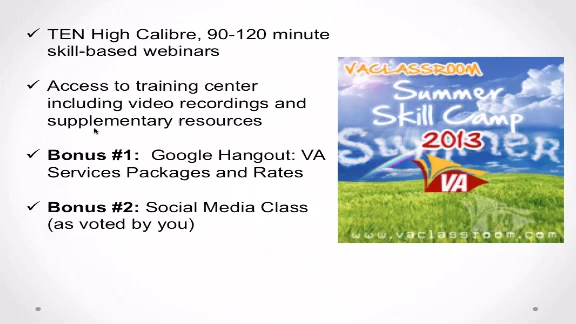 TEN High Calibre, 90-120 minute
skill-based webinars
Access to training center
including video recordings and
supplementary resources
Bonus #1: Google Hangout: VA
Services Packages and Rates
Bonus #2: Social Media Class
(as voted by you)
VACLASSROOM
Summer
Skill Camp
2013
Summer
VA
www.vaclassroom.com